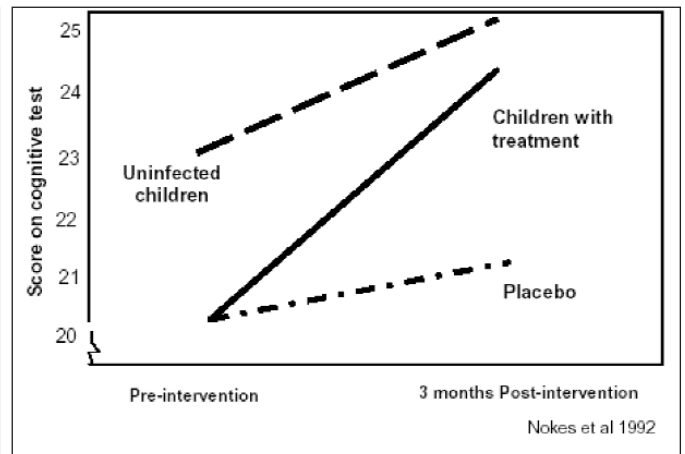 Score on cognitive test
25
24
23
22
21
20
Uninfected
children
Children with
treatment
Placebo
Pre-intervention
3 months Post-intervention
Nokes et al 1992